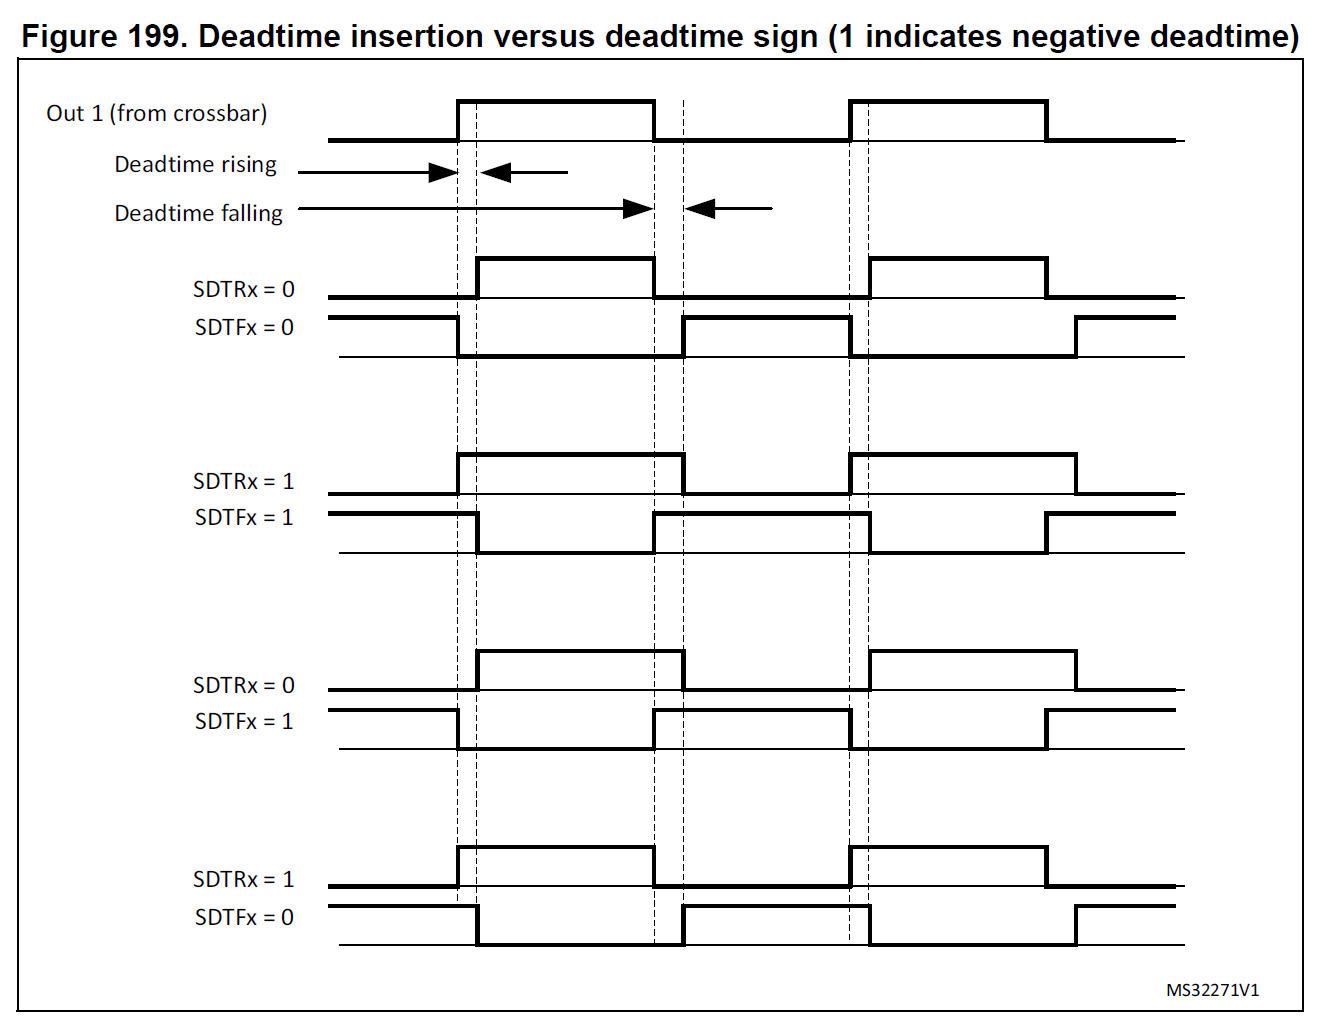 Figure 199. Deadtime insertion versus deadtime sign (1 indicates negative deadtime)
Out 1 (from crossbar)
Deadtime rising
Deadtime falling
SDTRx = 0
SDTFx = 0
SDTRx = 1
SDTFx = 1
SDTRx = 0
SDTFx = 1
SDTRx = 1
SDTFx = 0
MS32271V1